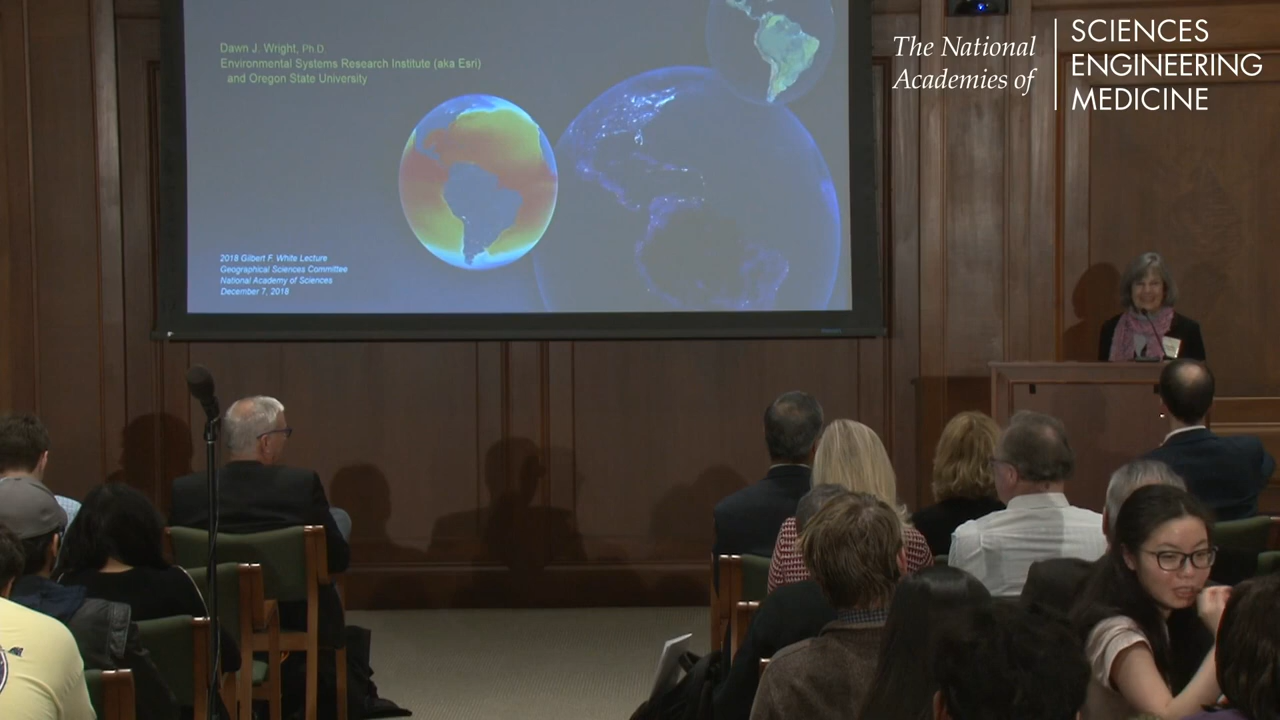 Dawn J. Wright, Ph.D.
Environmental Systems Research Institute (aka Esri)
and Oregon State University
2018 Gilbert F. White Lecture
Geographical Sciences Committee
National Academy of Sciences
December 7, 2018
The National
Academies of
SCIENCES
ENGINEERING
MEDICINE